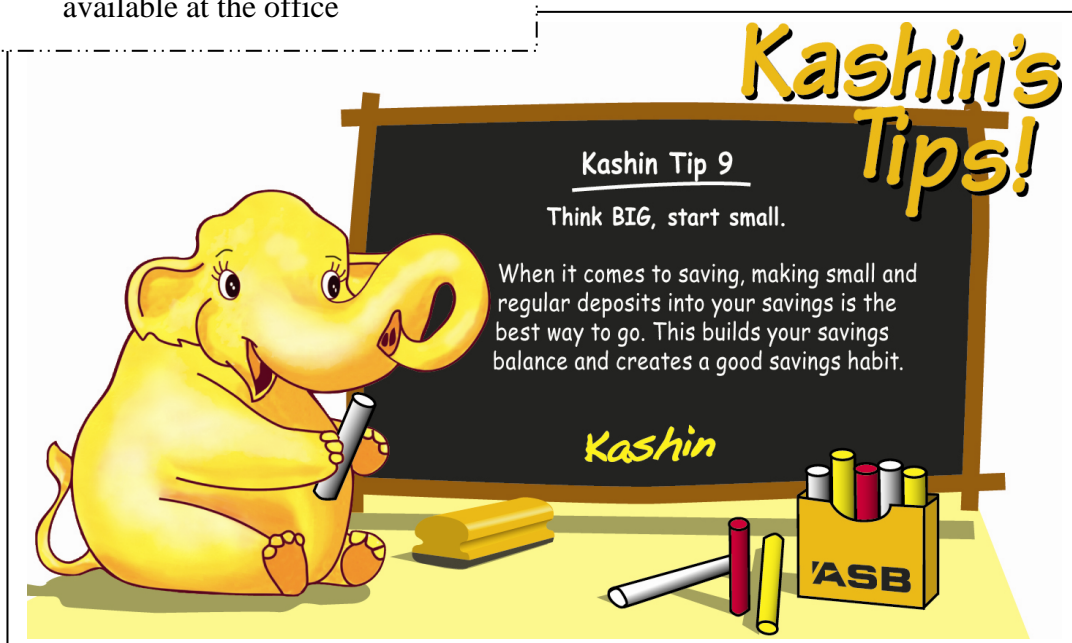 available at the office
Kashin's
Tips!
Kashin Tip 9
Think BIG, start small.
When it comes to saving, making small and
regular deposits into your savings is the
best way to go. This builds your savings
balance and creates a good savings habit.
Kashin
ASB